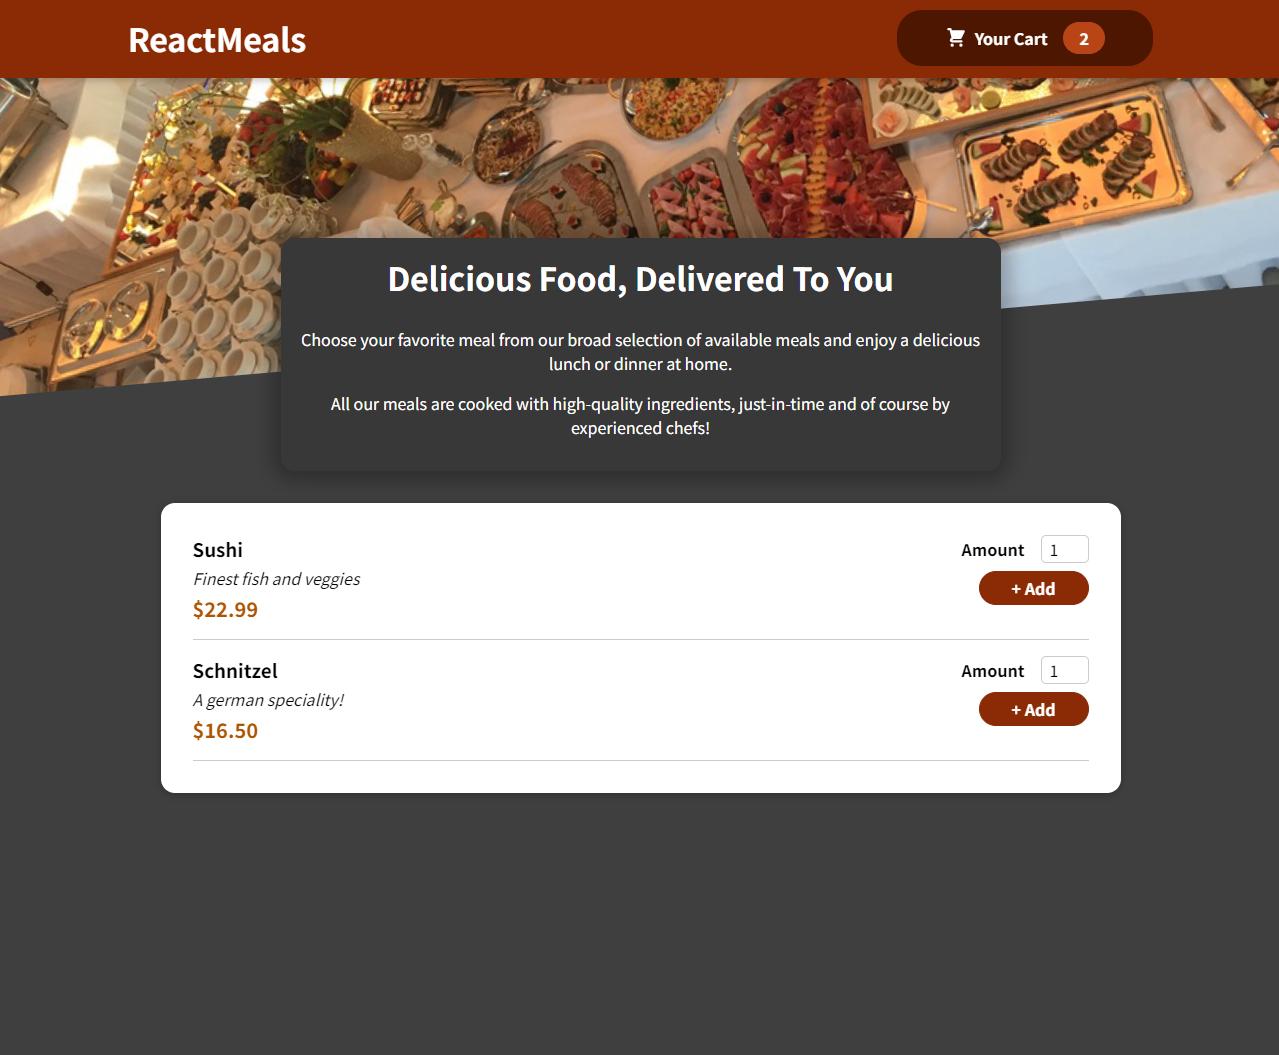 ReactMeals
Your Cart 2
Delicious Food, Delivered To You
Choose your favorite meal from our broad selection of available meals and enjoy a delicious
lunch or dinner at home.
All our meals are cooked with high-quality ingredients, just-in-time and of course by
experienced chefs!
Sushi
Finest fish and veggies
$22.99
Amount 1
+ Add
Schnitzel
A german speciality!
$16.50
Amount 1
+ Add